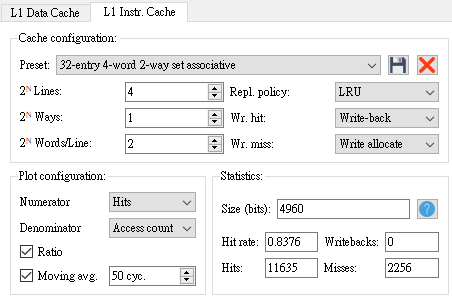 L1 Data Cache L1 Instr. Cache
Cache configuration:
Preset: 32-entry 4-word 2-way set associative
2ᴺ Lines: 4 Repl. policy: LRU
2ᴺ Ways: 1 Wr. hit: Write-back
2ᴺ Words/Line: 2 Wr. miss: Write allocate
Plot configuration:
Numerator Hits
Denominator Access count
Ratio
Moving avg. 50 cyc.
Statistics:
Size (bits): 4960 ?
Hit rate: 0.8376 Writebacks: 0
Hits: 11635 Misses: 2256